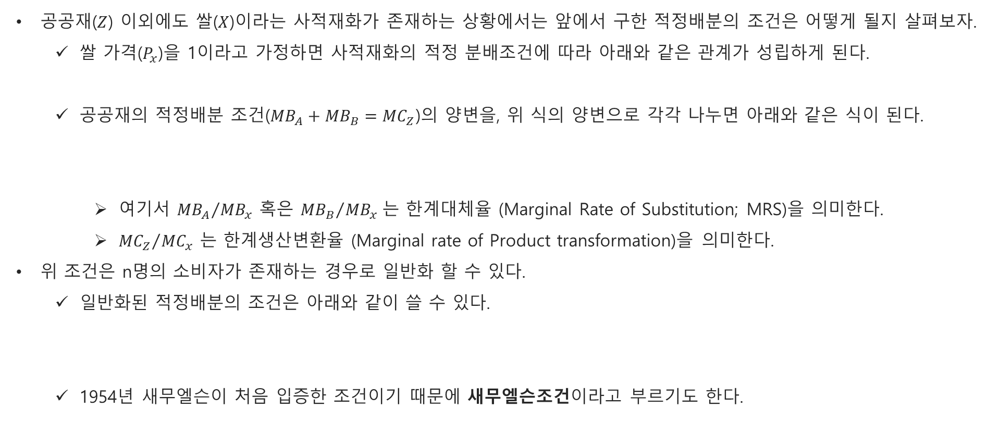 • 공공재(Z) 이외에도 쌀(X)이라는 사적재화가 존재하는 상황에서는 앞에서 구한 적정배분의 조건은 어떻게 될지 살펴보자.
✓ 쌀 가격(Pₓ)을 1이라고 가정하면 사적재화의 적정 분배조건에 따라 아래와 같은 관계가 성립하게 된다.
✓ 공공재의 적정배분 조건(MB_A + MB_B = MC_Z)의 양변을, 위 식의 양변으로 각각 나누면 아래와 같은 식이 된다.
➢ 여기서 MB_A/MB_x 혹은 MB_B/MB_x 는 한계대체율 (Marginal Rate of Substitution; MRS)을 의미한다.
➢ MC_Z/MC_x 는 한계생산변환율 (Marginal rate of Product transformation)을 의미한다.
• 위 조건은 n명의 소비자가 존재하는 경우로 일반화 할 수 있다.
✓ 일반화된 적정배분의 조건은 아래와 같이 쓸 수 있다.
✓ 1954년 새무엘슨이 처음 입증한 조건이기 때문에 새무엘슨조건이라고 부르기도 한다.